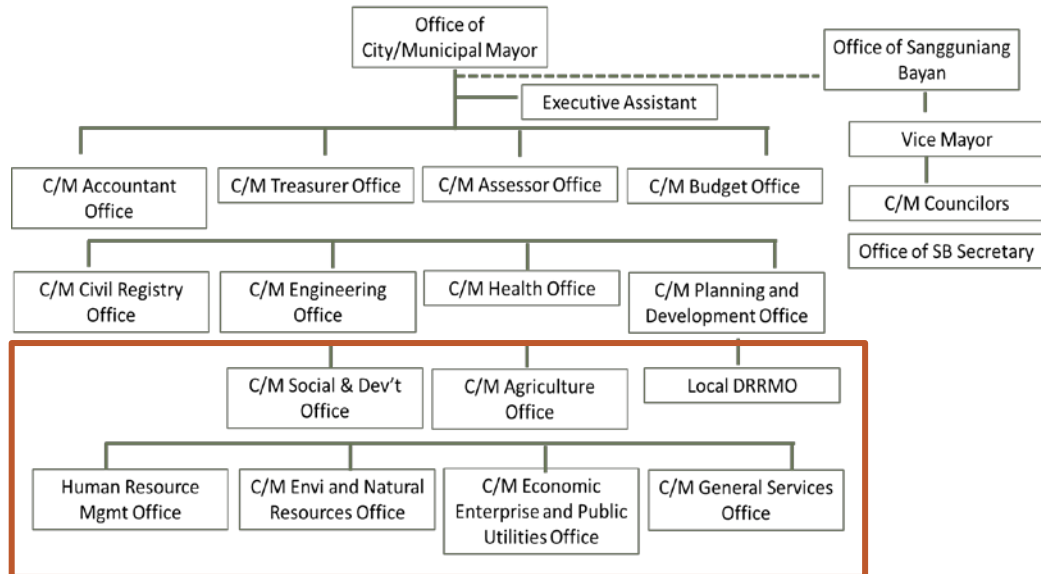 Office of
City/Municipal Mayor
Office of Sangguniang
Bayan
Executive Assistant
Vice Mayor
C/M Accountant
Office
C/M Treasurer Office
C/M Assessor Office
C/M Budget Office
C/M Councilors
Office of SB Secretary
C/M Civil Registry
Office
C/M Engineering
Office
C/M Health Office
C/M Planning and
Development Office
C/M Social & Dev't
Office
C/M Agriculture
Office
Local DRRMO
Human Resource
Mgmt Office
C/M Envi and Natural
Resources Office
C/M Economic
Enterprise and Public
Utilities Office
C/M General Services
Office